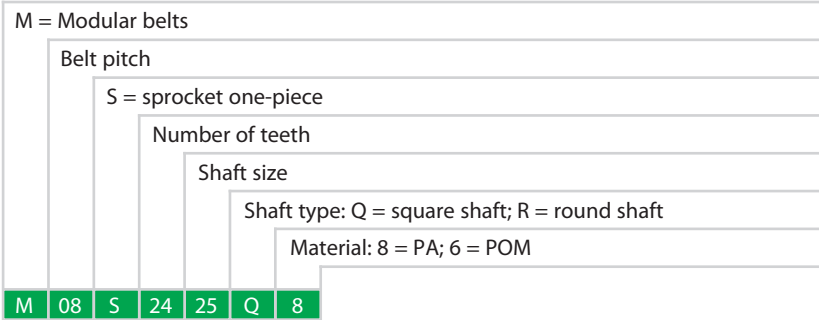 M = Modular belts
Belt pitch
S = sprocket one-piece
Number of teeth
Shaft size
Shaft type: Q = square shaft; R = round shaft
Material: 8 = PA; 6 = POM
M 08 S 24 25 Q 8